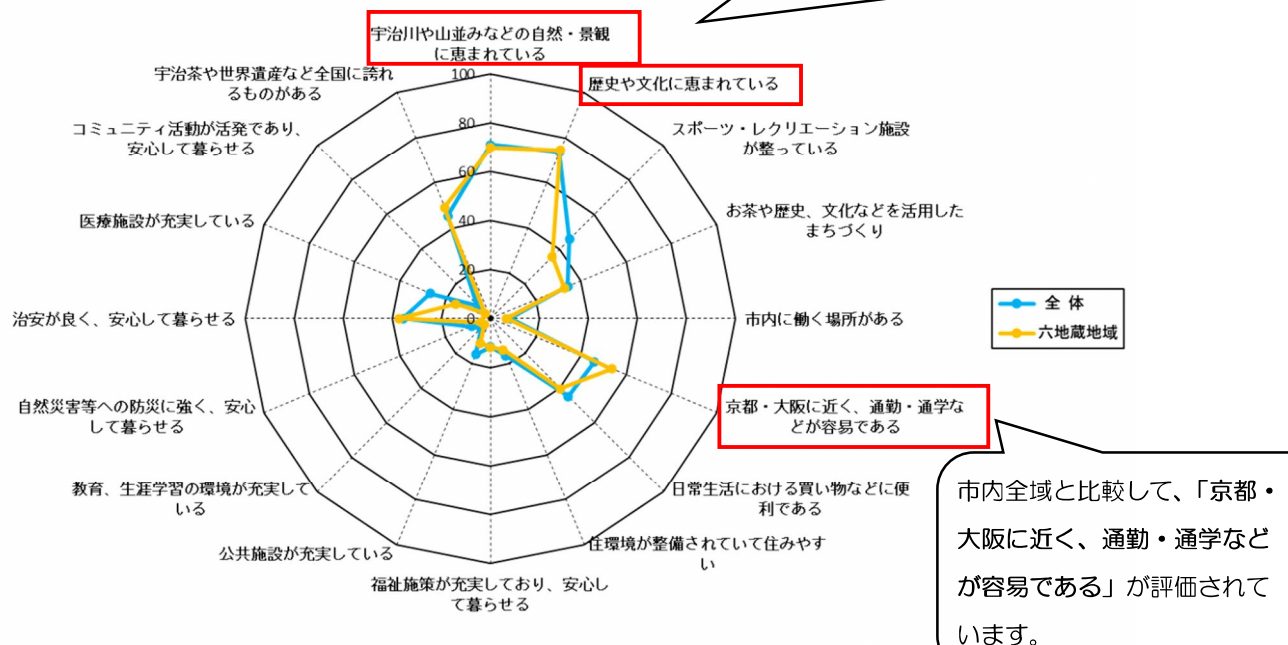 宇治川や山並みなどの自然・景観
に恵まれている
歴史や文化に恵まれている
スポーツ・レクリエーション施設
が整っている
お茶や歴史、文化などを活用した
まちづくり
市内に働く場所がある
京都・大阪に近く、通勤・通学な
どが容易である
日常生活における買い物などに便
利である
住環境が整備されていて住みやす
い
福祉施策が充実しており、安心し
て暮らせる
公共施設が充実している
教育、生涯学習の環境が充実して
いる
自然災害等への防災に強く、安心
して暮らせる
治安が良く、安心して暮らせる
医療施設が充実している
コミュニティ活動が活発であり、
安心して暮らせる
宇治茶や世界遺産など全国に誇れ
るものがある
100
80
60
40
20
0
全 体
六地蔵地域
市内全域と比較して、「京都・
大阪に近く、通勤・通学など
が容易である」が評価されて
います。